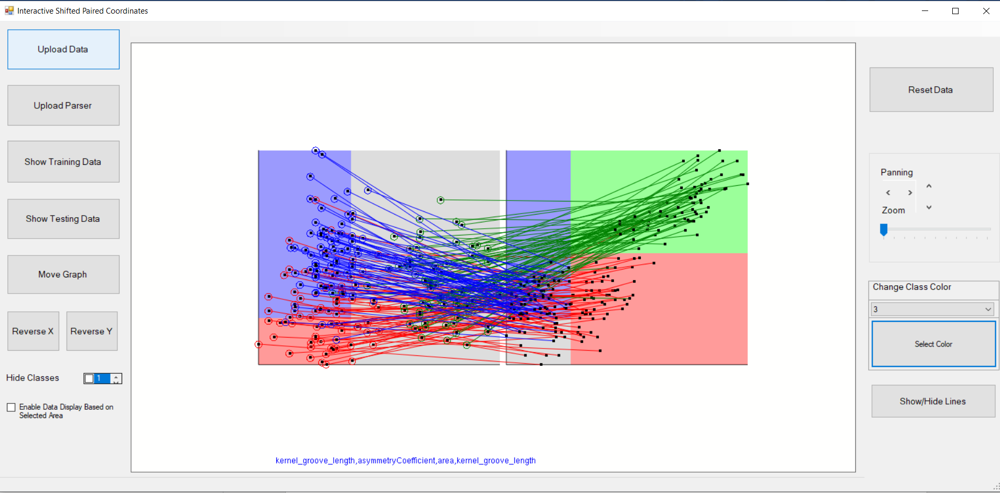 Interactive Shifted Paired Coordinates
Upload Data
Upload Parser
Show Training Data
Show Testing Data
Move Graph
Reverse X
Reverse Y
Hide Classes
1
Enable Data Display Based on
Selected Area
kernel_groove_length,asymmetryCoefficient,area,kernel_groove_length
Reset Data
Panning
Zoom
Change Class Color
3
Select Color
Show/Hide Lines